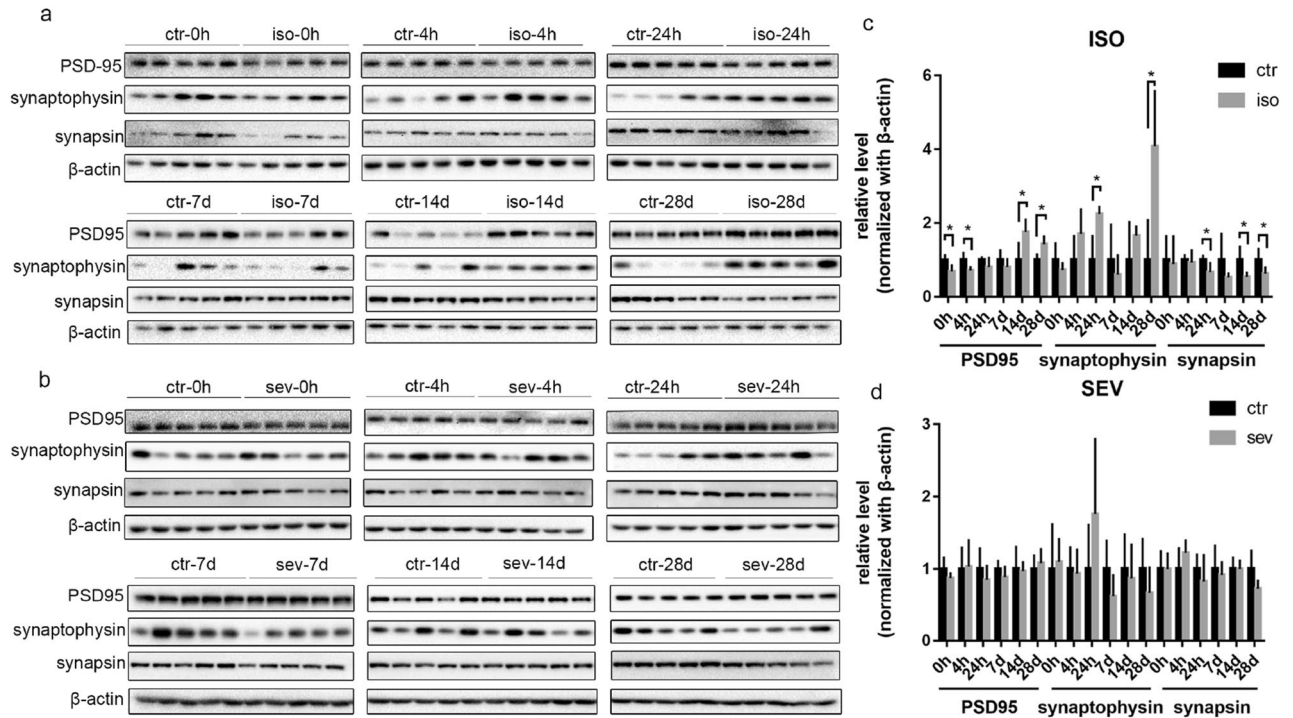 a
ctr-0h iso-0h ctr-4h iso-4h ctr-24h iso-24h
PSD-95
synaptophysin
synapsin
β-actin
ctr-7d iso-7d ctr-14d iso-14d ctr-28d iso-28d
PSD95
synaptophysin
synapsin
β-actin
b
ctr-0h sev-0h ctr-4h sev-4h ctr-24h sev-24h
PSD95
synaptophysin
synapsin
β-actin
ctr-7d sev-7d ctr-14d sev-14d ctr-28d sev-28d
PSD95
synaptophysin
synapsin
β-actin
c
ISO
ctr
iso
relative level
(normalized with β-actin)
6
4
2
0
* * * * * * * * *
0h 4h 24h 7d 14d 28d 0h 4h 24h 7d 14d 28d 0h 4h 24h 7d 14d 28d
PSD95 synaptophysin synapsin
d
SEV
ctr
sev
relative level
(normalized with β-actin)
3
2
1
0
0h 4h 24h 7d 14d 28d 0h 4h 24h 7d 14d 28d 0h 4h 24h 7d 14d 28d
PSD95 synaptophysin synapsin